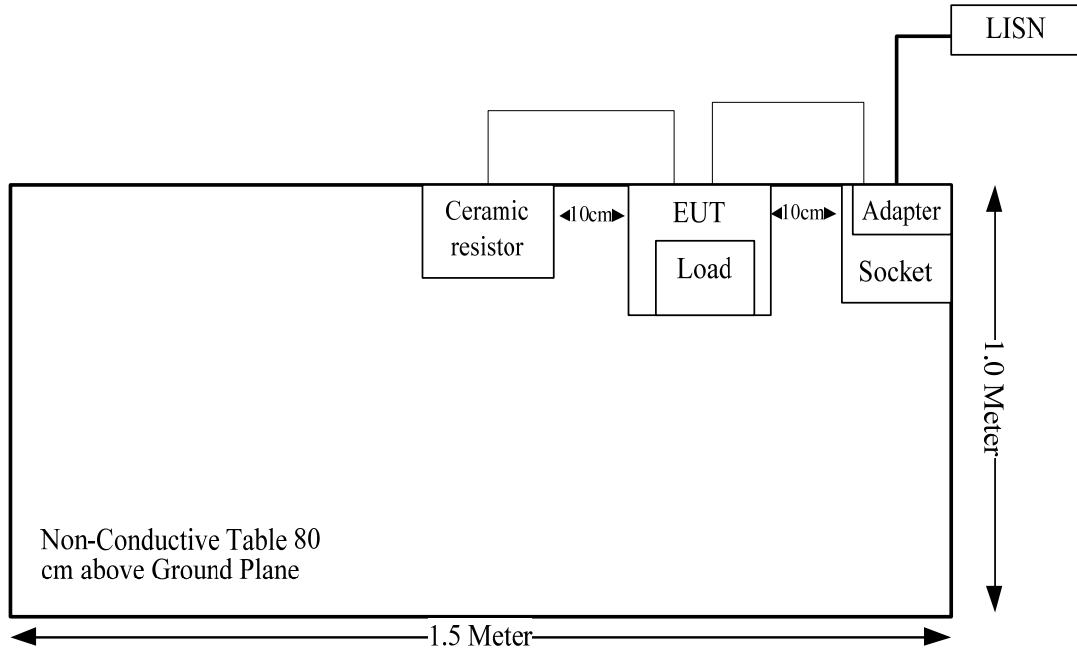 LISN
Ceramic
resistor
10cm
EUT
Load
10cm
Adapter
Socket
1.0 Meter
Non-Conductive Table 80
cm above Ground Plane
1.5 Meter